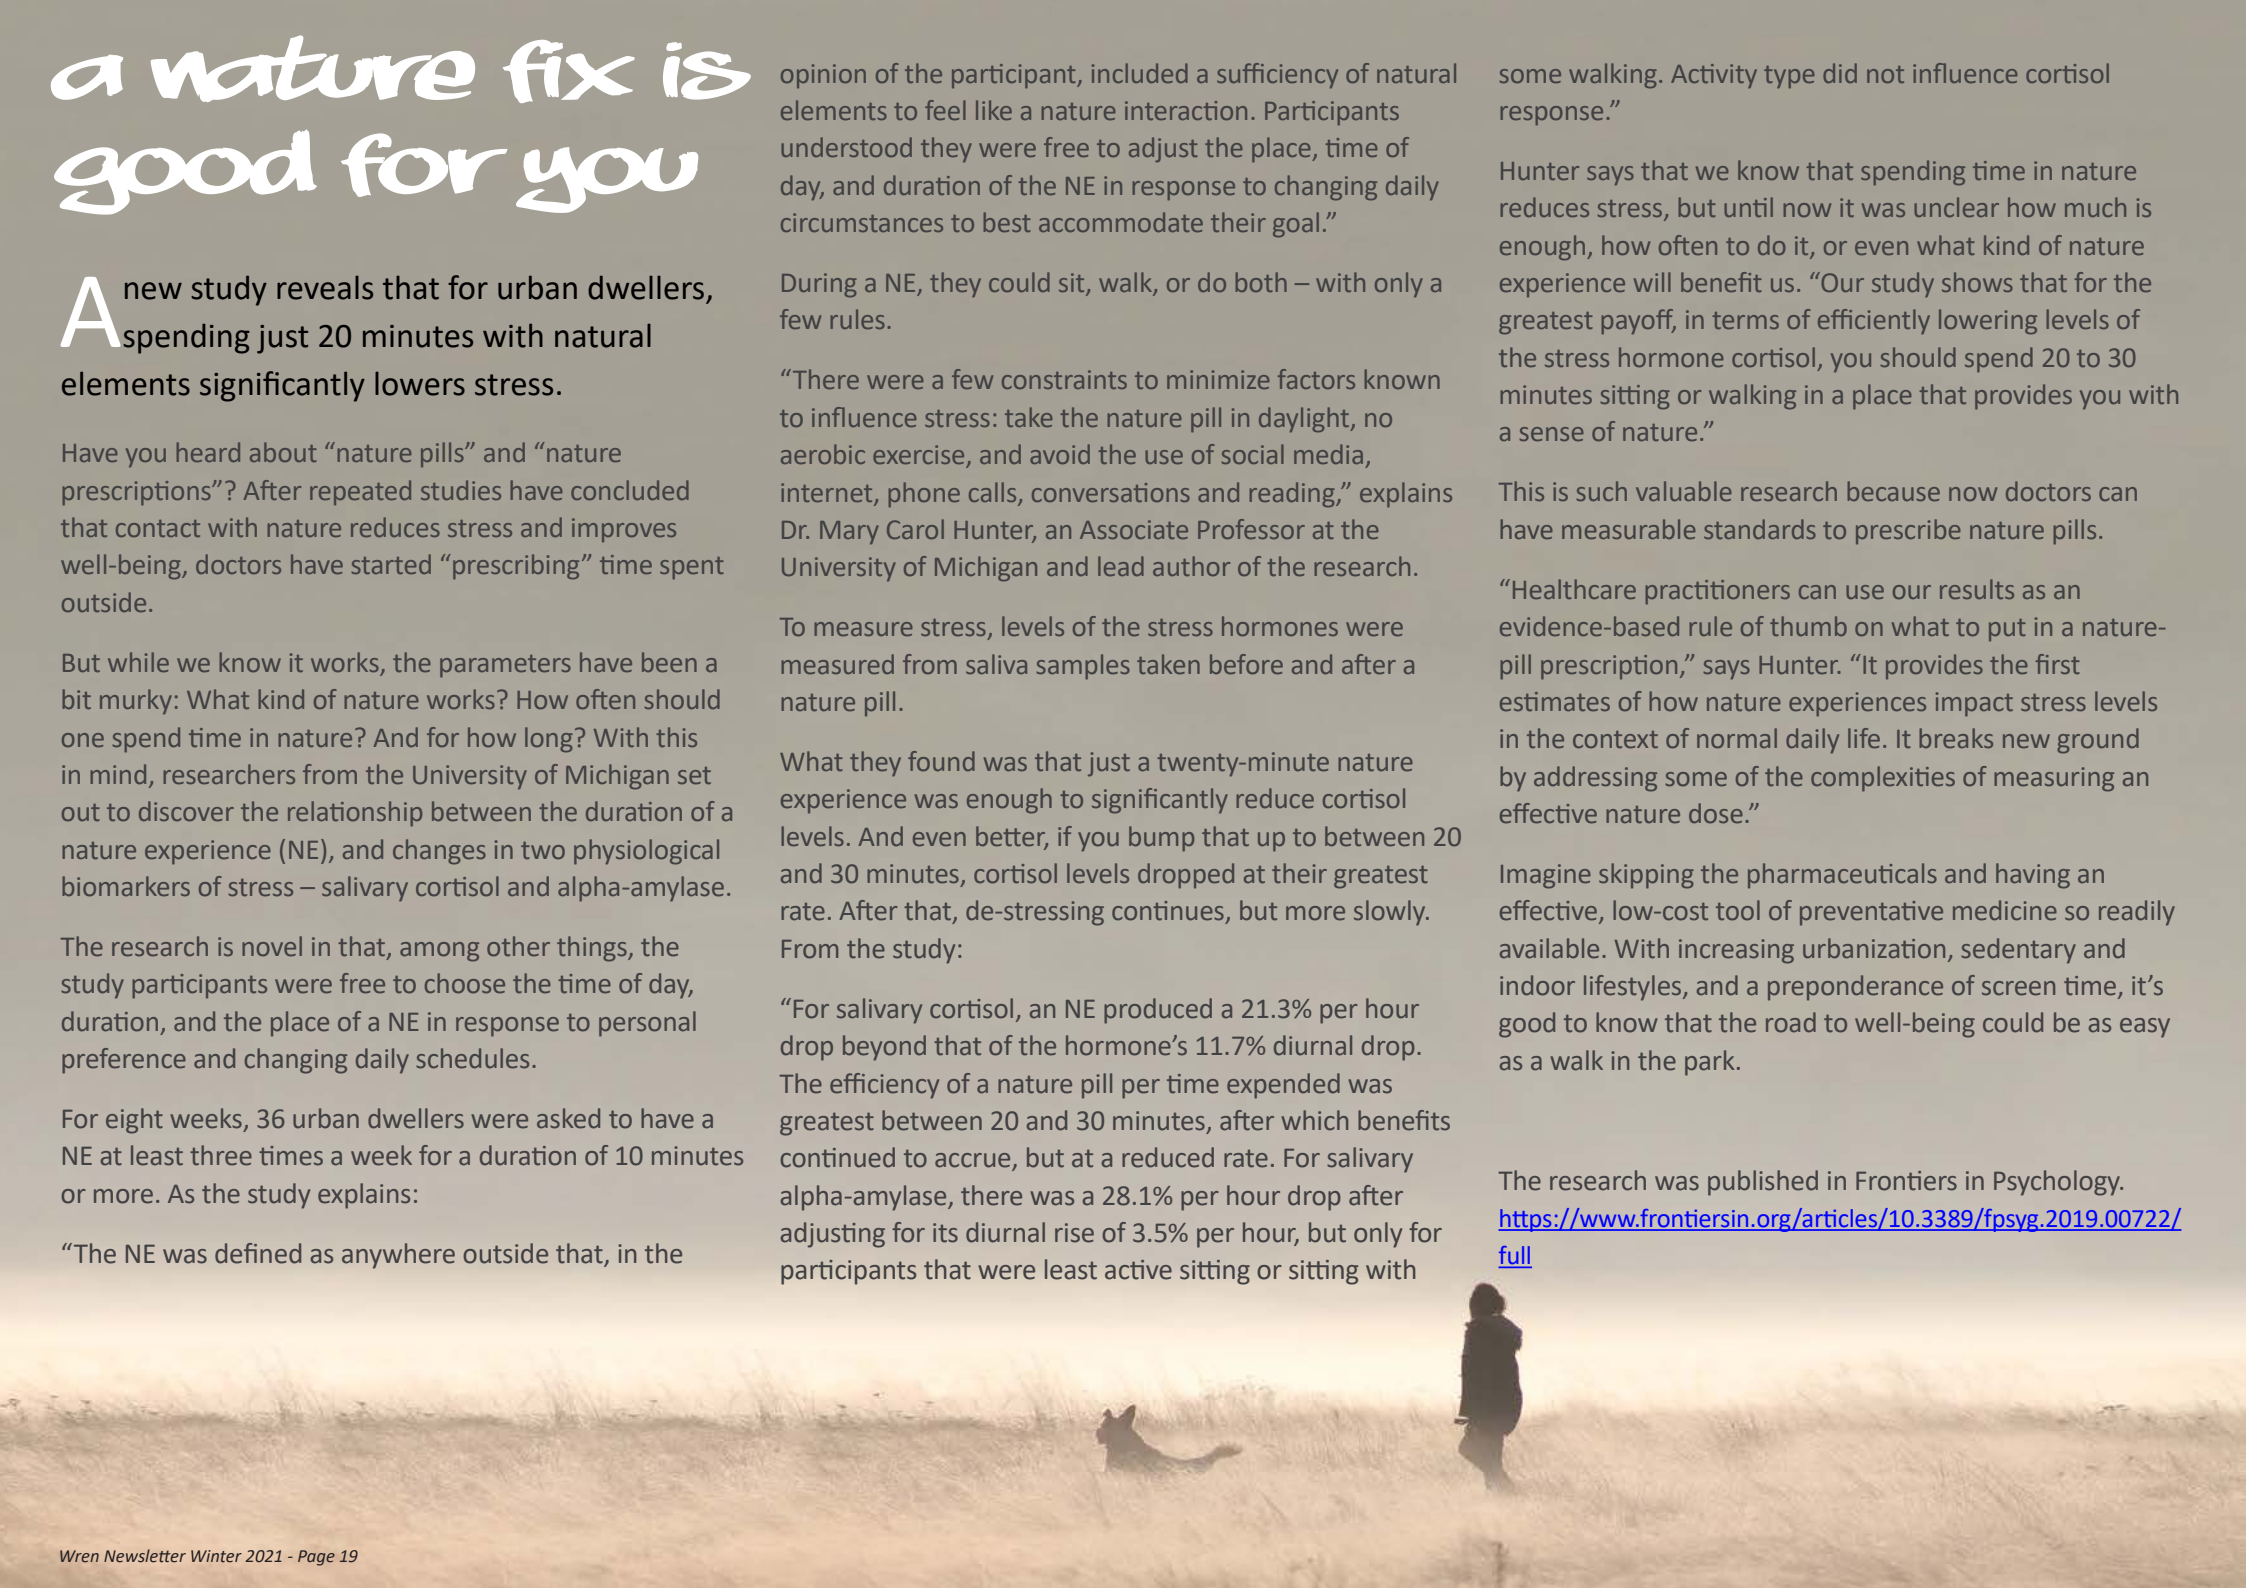 a nature fix is
good for you
A new study reveals that for urban dwellers,
spending just 20 minutes with natural
elements significantly lowers stress.
Have you heard about “nature pills” and “nature
prescriptions”? After repeated studies have concluded
that contact with nature reduces stress and improves
well-being, doctors have started “prescribing” time spent
outside.
But while we know it works, the parameters have been a
bit murky: What kind of nature works? How often should
one spend time in nature? And for how long? With this
in mind, researchers from the University of Michigan set
out to discover the relationship between the duration of a
nature experience (NE), and changes in two physiological
biomarkers of stress – salivary cortisol and alpha-amylase.
The research is novel in that, among other things, the
study participants were free to choose the time of day,
duration, and the place of a NE in response to personal
preference and changing daily schedules.
For eight weeks, 36 urban dwellers were asked to have a
NE at least three times a week for a duration of 10 minutes
or more. As the study explains:
“The NE was defined as anywhere outside that, in the
opinion of the participant, included a sufficiency of natural
elements to feel like a nature interaction. Participants
understood they were free to adjust the place, time of
day, and duration of the NE in response to changing daily
circumstances to best accommodate their goal.”
During a NE, they could sit, walk, or do both – with only a
few rules.
“There were a few constraints to minimize factors known
to influence stress: take the nature pill in daylight, no
aerobic exercise, and avoid the use of social media,
internet, phone calls, conversations and reading,” explains
Dr. Mary Carol Hunter, an Associate Professor at the
University of Michigan and lead author of the research.
To measure stress, levels of the stress hormones were
measured from saliva samples taken before and after a
nature pill.
What they found was that just a twenty-minute nature
experience was enough to significantly reduce cortisol
levels. And even better, if you bump that up to between 20
and 30 minutes, cortisol levels dropped at their greatest
rate. After that, de-stressing continues, but more slowly.
From the study:
“For salivary cortisol, an NE produced a 21.3% per hour
drop beyond that of the hormone’s 11.7% diurnal drop.
The efficiency of a nature pill per time expended was
greatest between 20 and 30 minutes, after which benefits
continued to accrue, but at a reduced rate. For salivary
alpha-amylase, there was a 28.1% per hour drop after
adjusting for its diurnal rise of 3.5% per hour, but only for
participants that were least active sitting or sitting with
some walking. Activity type did not influence cortisol
response.”
Hunter says that we know that spending time in nature
reduces stress, but until now it was unclear how much is
enough, how often to do it, or even what kind of nature
experience will benefit us. “Our study shows that for the
greatest payoff, in terms of efficiently lowering levels of
the stress hormone cortisol, you should spend 20 to 30
minutes sitting or walking in a place that provides you with
a sense of nature.”
This is such valuable research because now doctors can
have measurable standards to prescribe nature pills.
“Healthcare practitioners can use our results as an
evidence-based rule of thumb on what to put in a nature-
pill prescription,” says Hunter. “It provides the first
estimates of how nature experiences impact stress levels
in the context of normal daily life. It breaks new ground
by addressing some of the complexities of measuring an
effective nature dose.”
Imagine skipping the pharmaceuticals and having an
effective, low-cost tool of preventative medicine so readily
available. With increasing urbanization, sedentary and
indoor lifestyles, and a preponderance of screen time, it’s
good to know that the road to well-being could be as easy
as a walk in the park.
The research was published in Frontiers in Psychology.
https://www.frontiersin.org/articles/10.3389/fpsyg.2019.00722/
full
Wren Newsletter Winter 2021 - Page 19